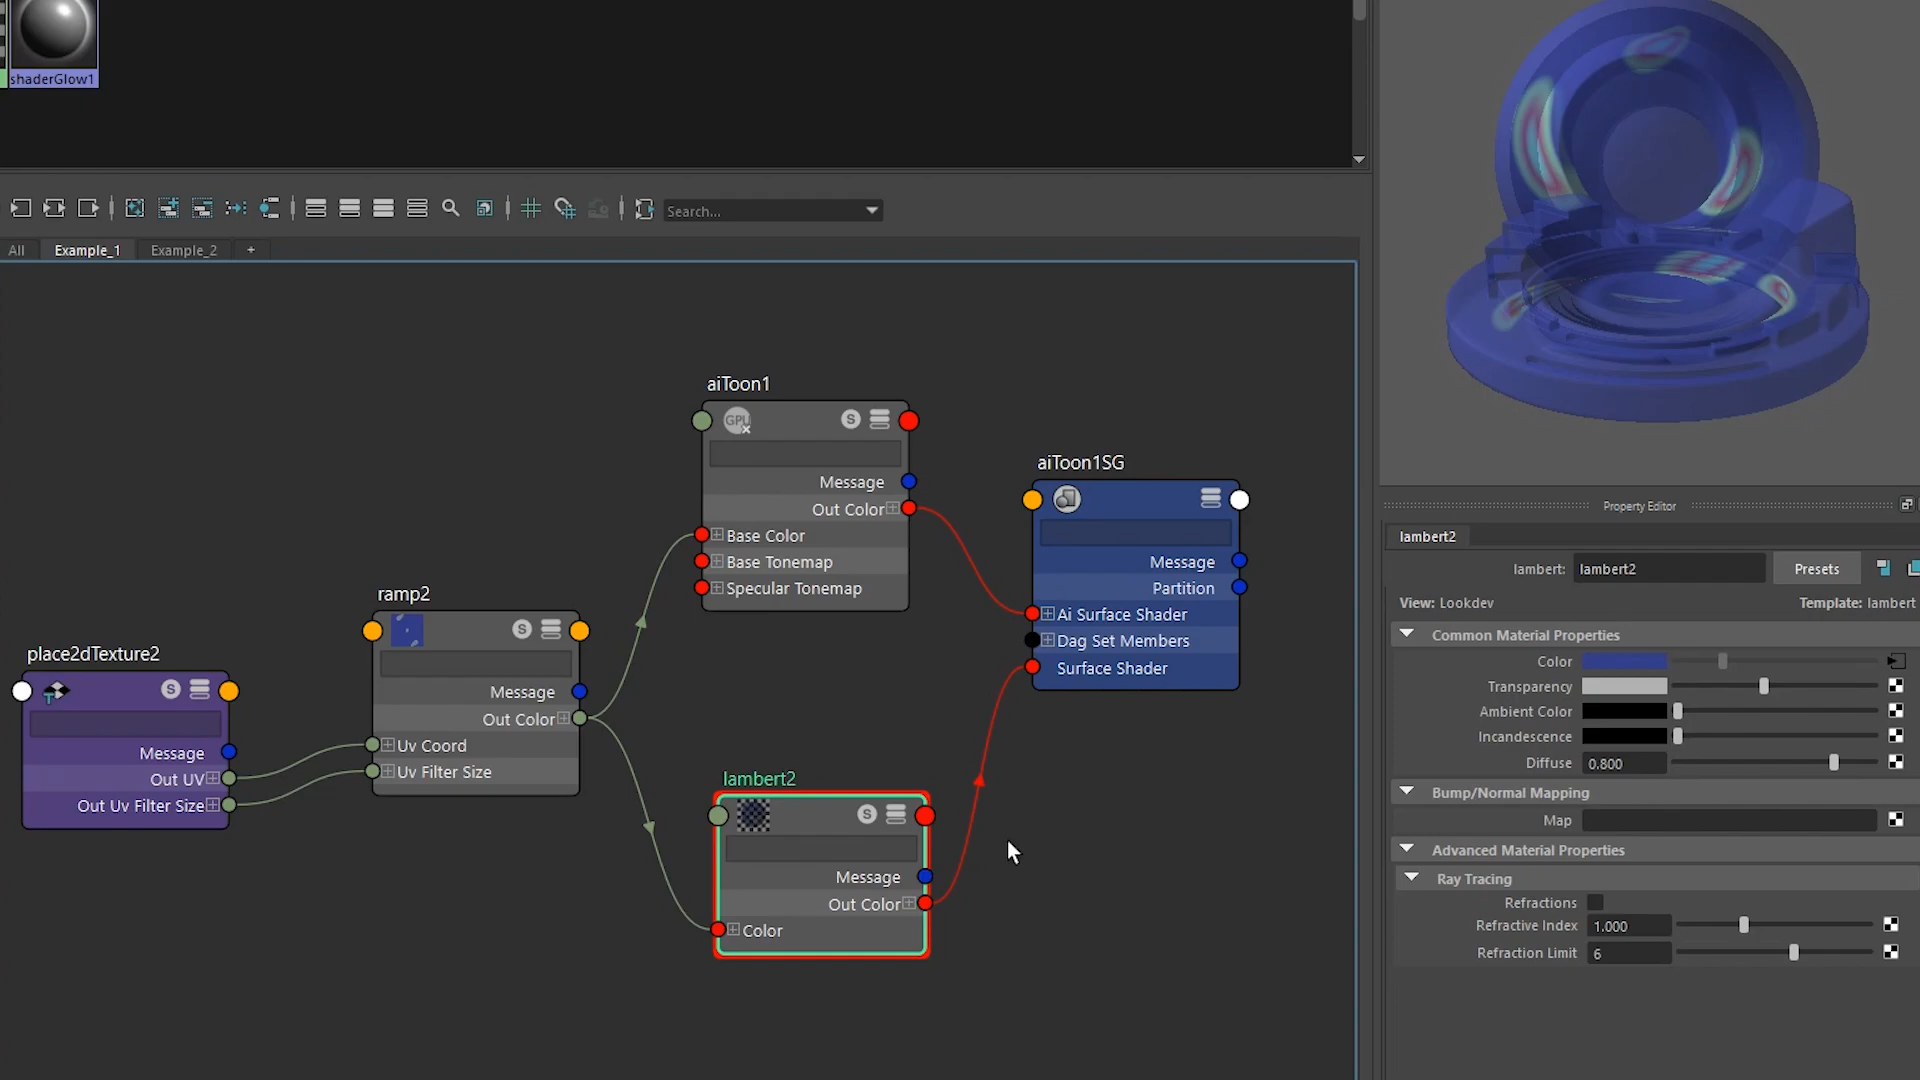 shaderGlow1
Search...
All
Example_1
Example_2
+
aiToon1
GPU
S
Message
Out Color
Base Color
Base Tonemap
Specular Tonemap
aiToon1SG
Message
Partition
Ai Surface Shader
Dag Set Members
Surface Shader
ramp2
S
Message
Out Color
Uv Coord
Uv Filter Size
place2dTexture2
S
Message
Out UV
Out Uv Filter Size
lambert2
S
Message
Out Color
Color
Property Editor
lambert2
lambert: lambert2 Presets
View: Lookdev Template: lambert
Common Material Properties
Color
Transparency
Ambient Color
Incandescence
Diffuse 0.800
Bump/Normal Mapping
Map
Advanced Material Properties
Ray Tracing
Refractions
Refractive Index 1.000
Refraction Limit 6